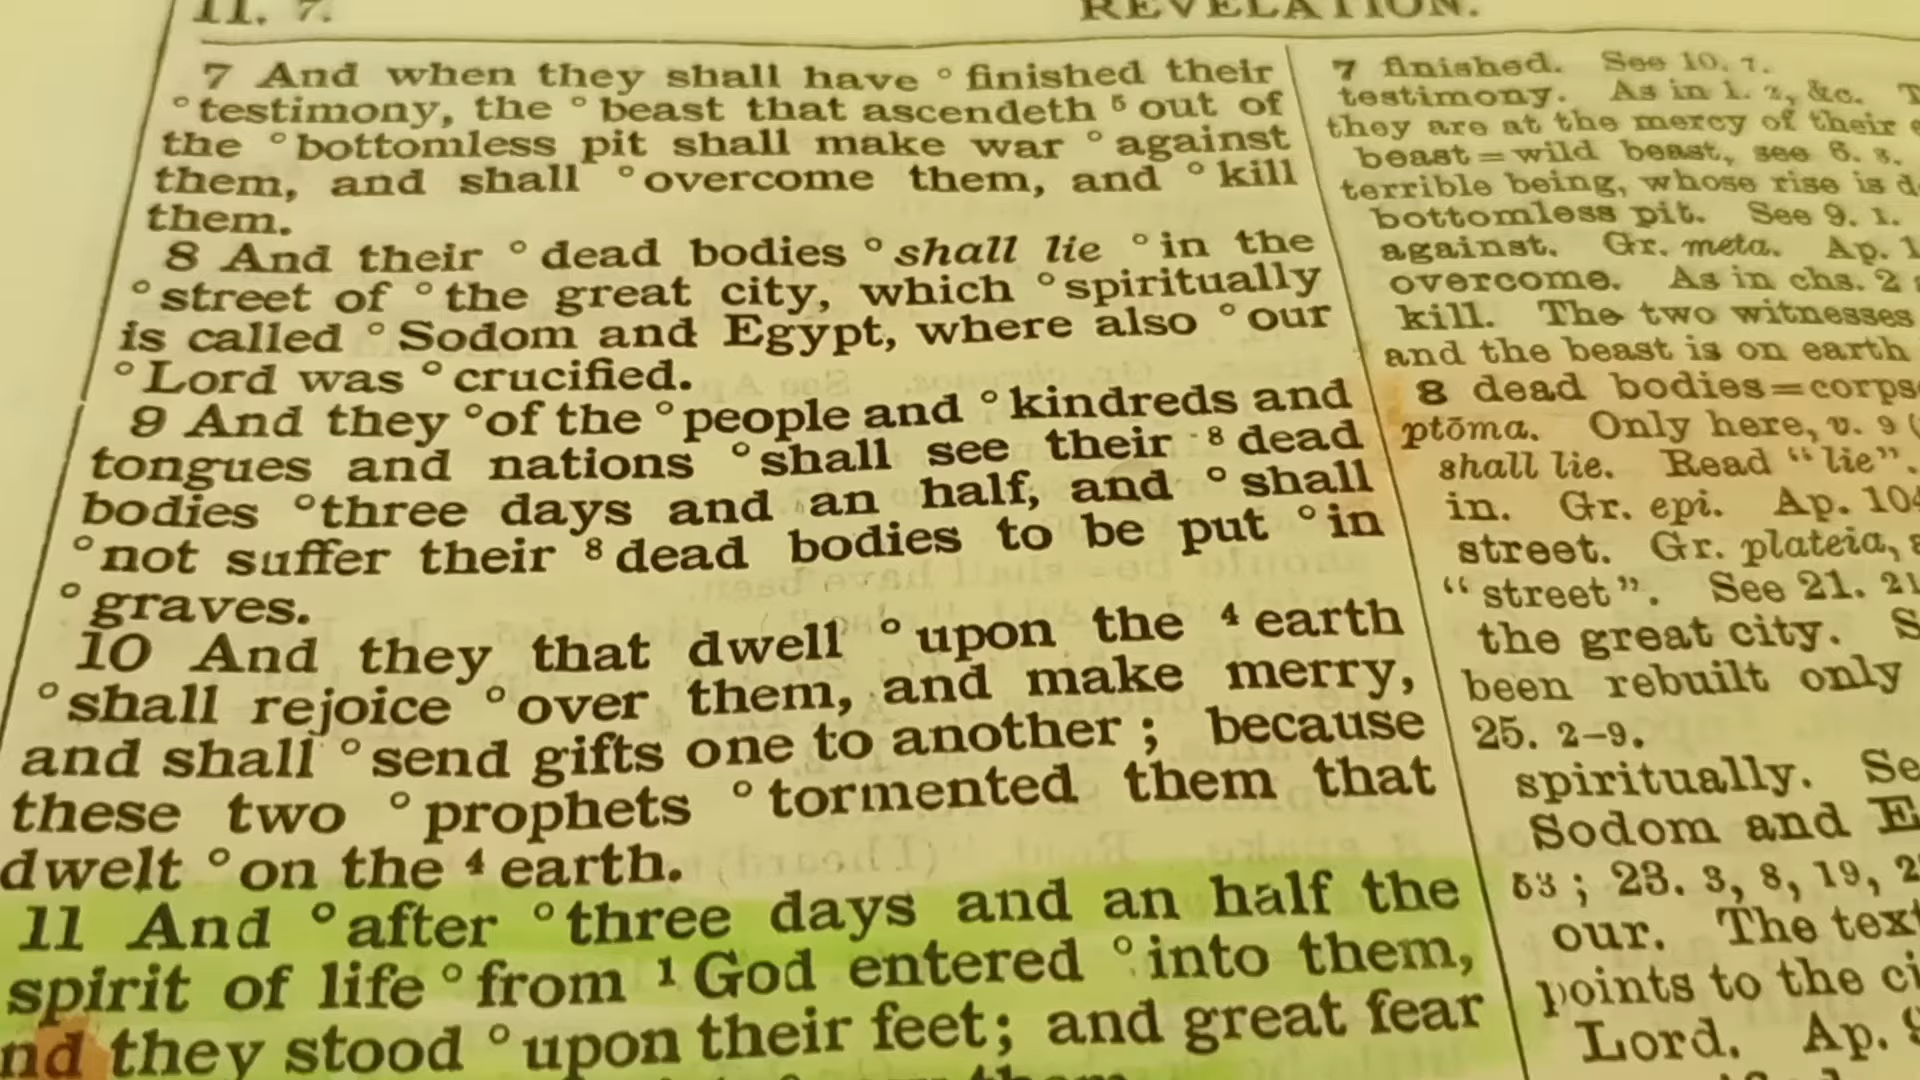 11. 7.
REVELATION.
7 And when they shall have ° finished their
° testimony, the ° beast that ascendeth ⁵ out of
the ° bottomless pit shall make war ° against
them, and shall ° overcome them, and ° kill
them.
8 And their ° dead bodies ° shall lie ° in the
° street of ° the great city, which ° spiritually
is called ° Sodom and Egypt, where also ° our
° Lord was ° crucified.
9 And they ° of the ° people and ° kindreds and
tongues and nations ° shall see their ⁸ dead
bodies ° three days and an half, and ° shall
° not suffer their ⁸ dead bodies to be put ° in
° graves.
10 And they that dwell ° upon the ⁴ earth
° shall rejoice ° over them, and make merry,
and shall ° send gifts one to another ; because
these two ° prophets ° tormented them that
dwelt ° on the ⁴ earth.
11 And ° after ° three days and an half the
spirit of life ° from ¹ God entered ° into them,
nd they stood ° upon their feet; and great fear
them
7 finished. See 10. 7.
testimony. As in 1. 2, &c.
they are at the mercy of their
beast = wild beast, see 6. 8.
terrible being, whose rise is
bottomless pit. See 9. 1.
against. Gr. meta. Ap. 1
overcome. As in chs. 2
kill. The two witnesses
and the beast is on earth
8 dead bodies = corps
ptōma. Only here, v. 9
shall lie. Read "lie".
in. Gr. epi. Ap. 104
street. Gr. plateia,
"street". See 21. 21
the great city. S
been rebuilt only
25. 2–9.
spiritually. Se
Sodom and E
53 ; 23. 3, 8, 19, 2
our. The text
points to the ci
Lord. Ap. 9